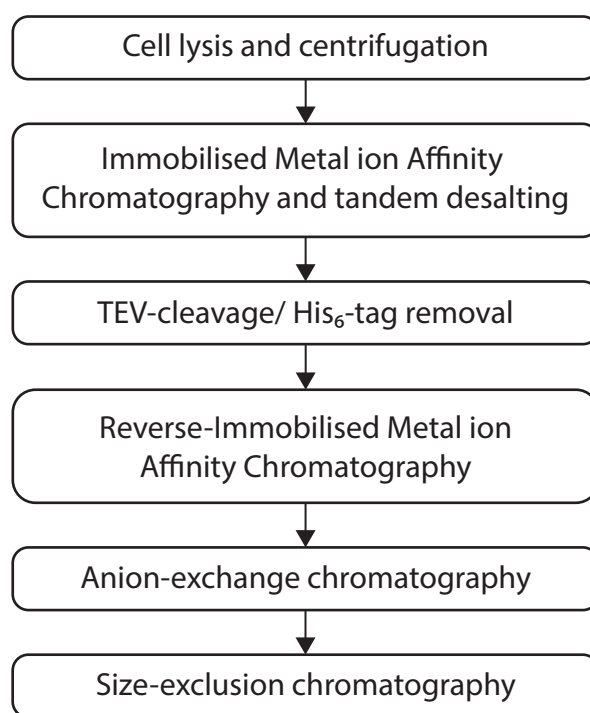 Cell lysis and centrifugation
Immobilised Metal ion Affinity
Chromatography and tandem desalting
TEV-cleavage/ His₆-tag removal
Reverse-Immobilised Metal ion
Affinity Chromatography
Anion-exchange chromatography
Size-exclusion chromatography